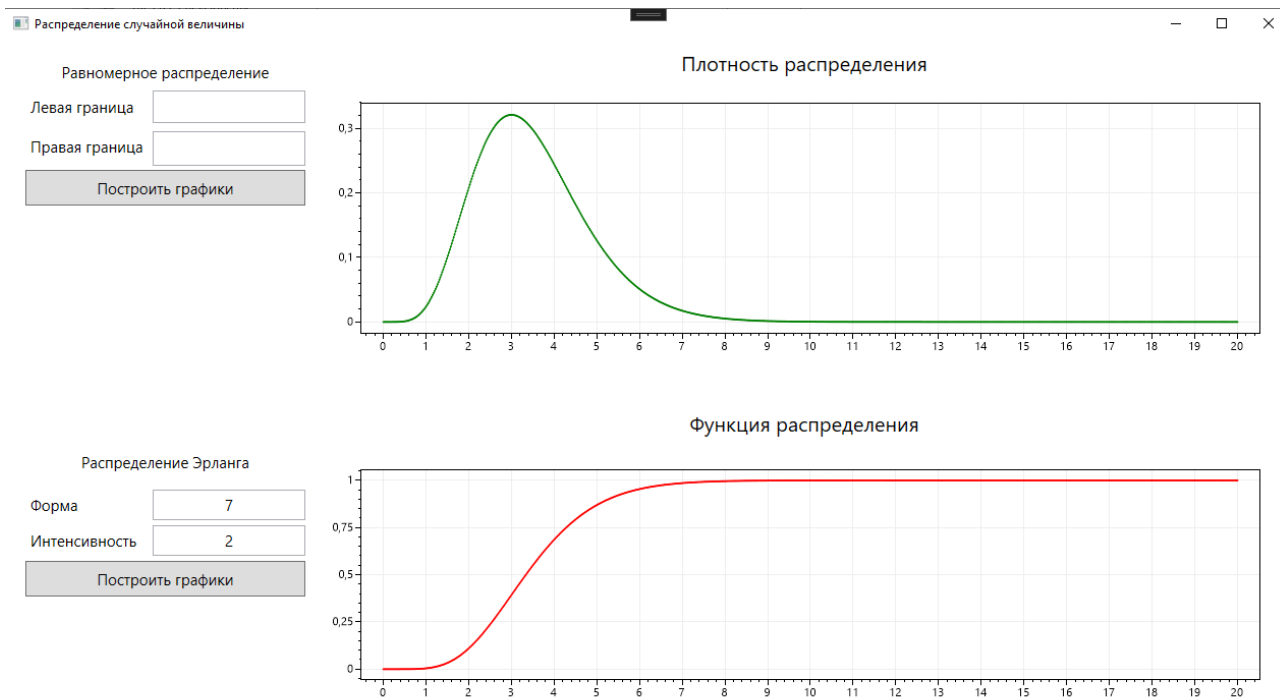 Распределение случайной величины
Равномерное распределение
Левая граница
Правая граница
Построить графики
Плотность распределения
0,3
0,2
0,1
0
0 1 2 3 4 5 6 7 8 9 10 11 12 13 14 15 16 17 18 19 20
Распределение Эрланга
Форма 7
Интенсивность 2
Построить графики
Функция распределения
1
0,75
0,5
0,25
0
0 1 2 3 4 5 6 7 8 9 10 11 12 13 14 15 16 17 18 19 20